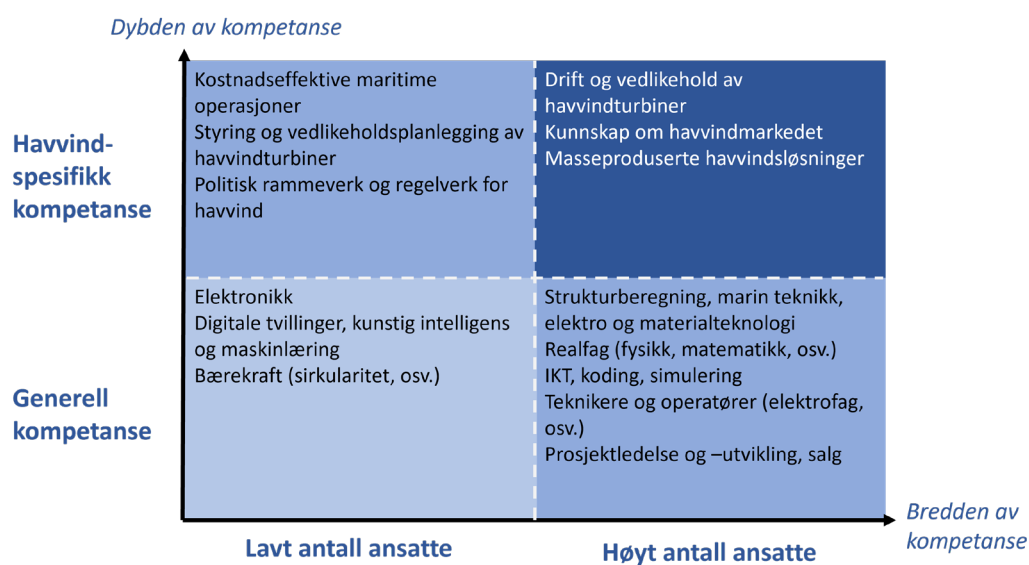 Dybden av kompetanse
Havvind-
spesifikk
kompetanse
Kostnadseffektive maritime
operasjoner
Styring og vedlikeholdsplanlegging av
havvindturbiner
Politisk rammeverk og regelverk for
havvind
Drift og vedlikehold av
havvindturbiner
Kunnskap om havvindmarkedet
Masseproduserte havvindsløsninger
Generell
kompetanse
Elektronikk
Digitale tvillinger, kunstig intelligens
og maskinlæring
Bærekraft (sirkularitet, osv.)
Strukturberegning, marin teknikk,
elektro og materialteknologi
Realfag (fysikk, matematikk, osv.)
IKT, koding, simulering
Teknikere og operatører (elektrofag,
osv.)
Prosjektledelse og –utvikling, salg
Lavt antall ansatte
Høyt antall ansatte
Bredden av
kompetanse